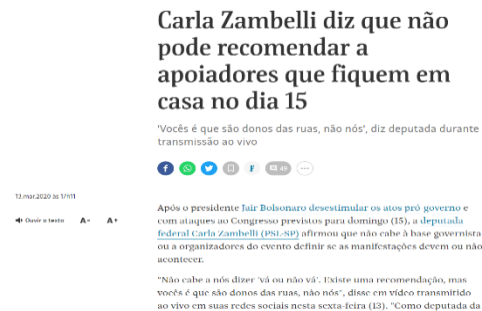 Carla Zambelli diz que não
pode recomendar a
apoiadores que fiquem em
casa no dia 15
'Vocês é que são donos das ruas, não nós', diz deputada durante
transmissão ao vivo
F
49
13.mar.2020 às 17h11
Ouvir o texto A- A+
Após o presidente Jair Bolsonaro desestimular os atos pró governo e
com ataques ao Congresso previstos para domingo (15), a deputada
federal Carla Zambelli (PSL-SP) afirmou que não cabe à base governista
ou a organizadores do evento definir se as manifestações devem ou não
acontecer.
"Não cabe a nós dizer 'vá ou não vá'. Existe uma recomendação, mas
vocês é que são donos das ruas, não nós", disse em vídeo transmitido
ao vivo em suas redes sociais nesta sexta-feira (13). "Como deputada da